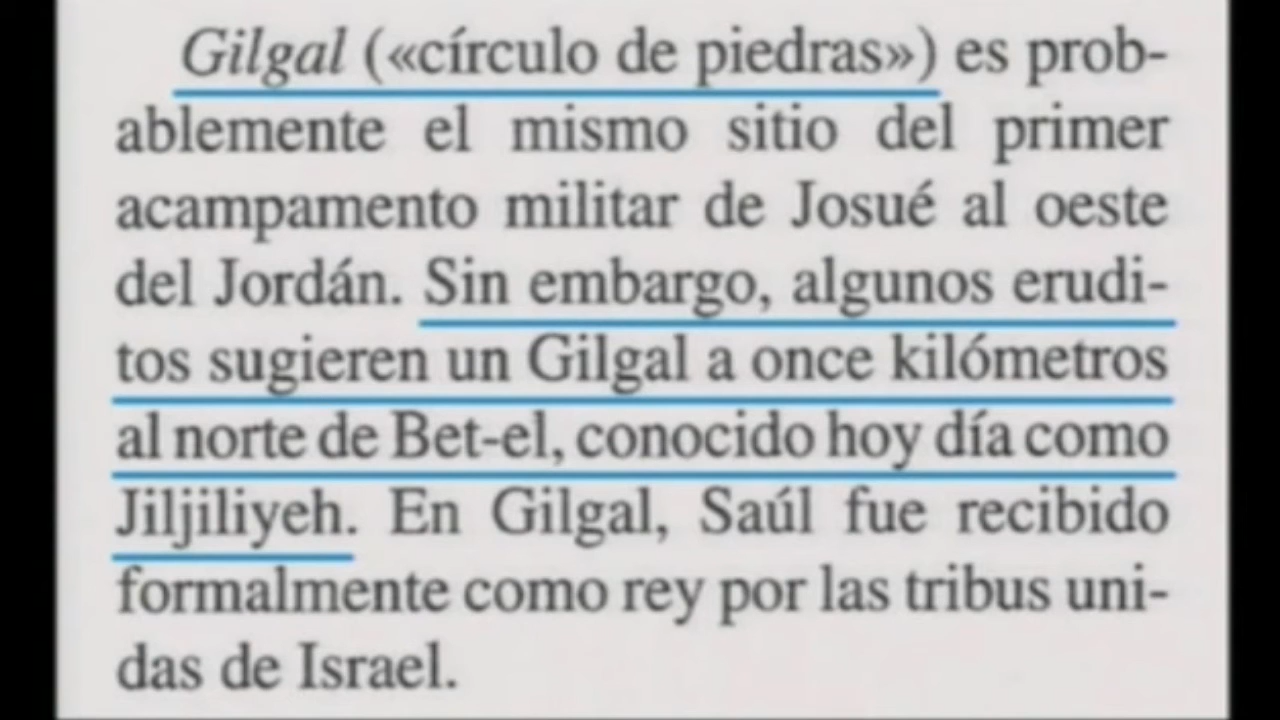 Gilgal («círculo de piedras») es prob-
ablemente el mismo sitio del primer
acampamento militar de Josué al oeste
del Jordán. Sin embargo, algunos erudi-
tos sugieren un Gilgal a once kilómetros
al norte de Bet-el, conocido hoy día como
Jiljiliyeh. En Gilgal, Saúl fue recibido
formalmente como rey por las tribus uni-
das de Israel.